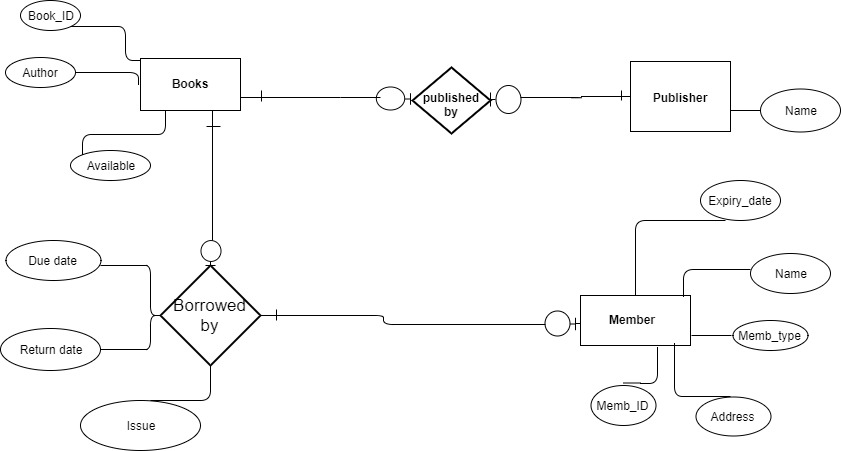 Book_ID
Author
Books
Available
published
by
Publisher
Name
Expiry_date
Due date
Name
Borrowed
by
Member
Memb_type
Return date
Memb_ID
Address
Issue